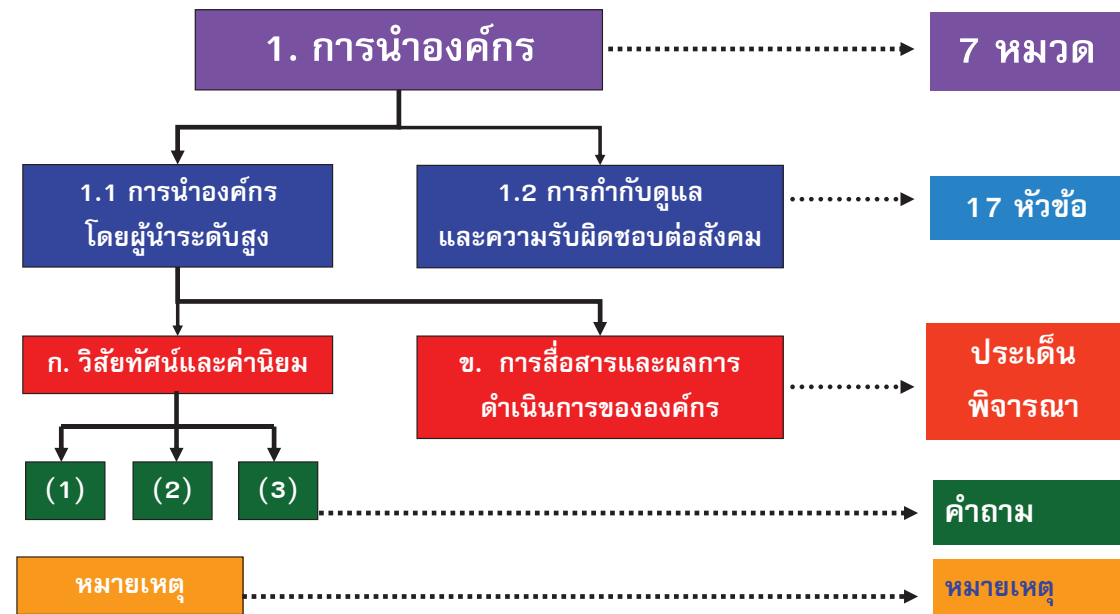 1. การนำองค์กร
7 หมวด
1.1 การนำองค์กร
โดยผู้นำระดับสูง
1.2 การกำกับดูแล
และความรับผิดชอบต่อสังคม
17 หัวข้อ
ก. วิสัยทัศน์และค่านิยม
ข. การสื่อสารและผลการ
ดำเนินการขององค์กร
ประเด็น
พิจารณา
(1)
(2)
(3)
คำถาม
หมายเหตุ
หมายเหตุ